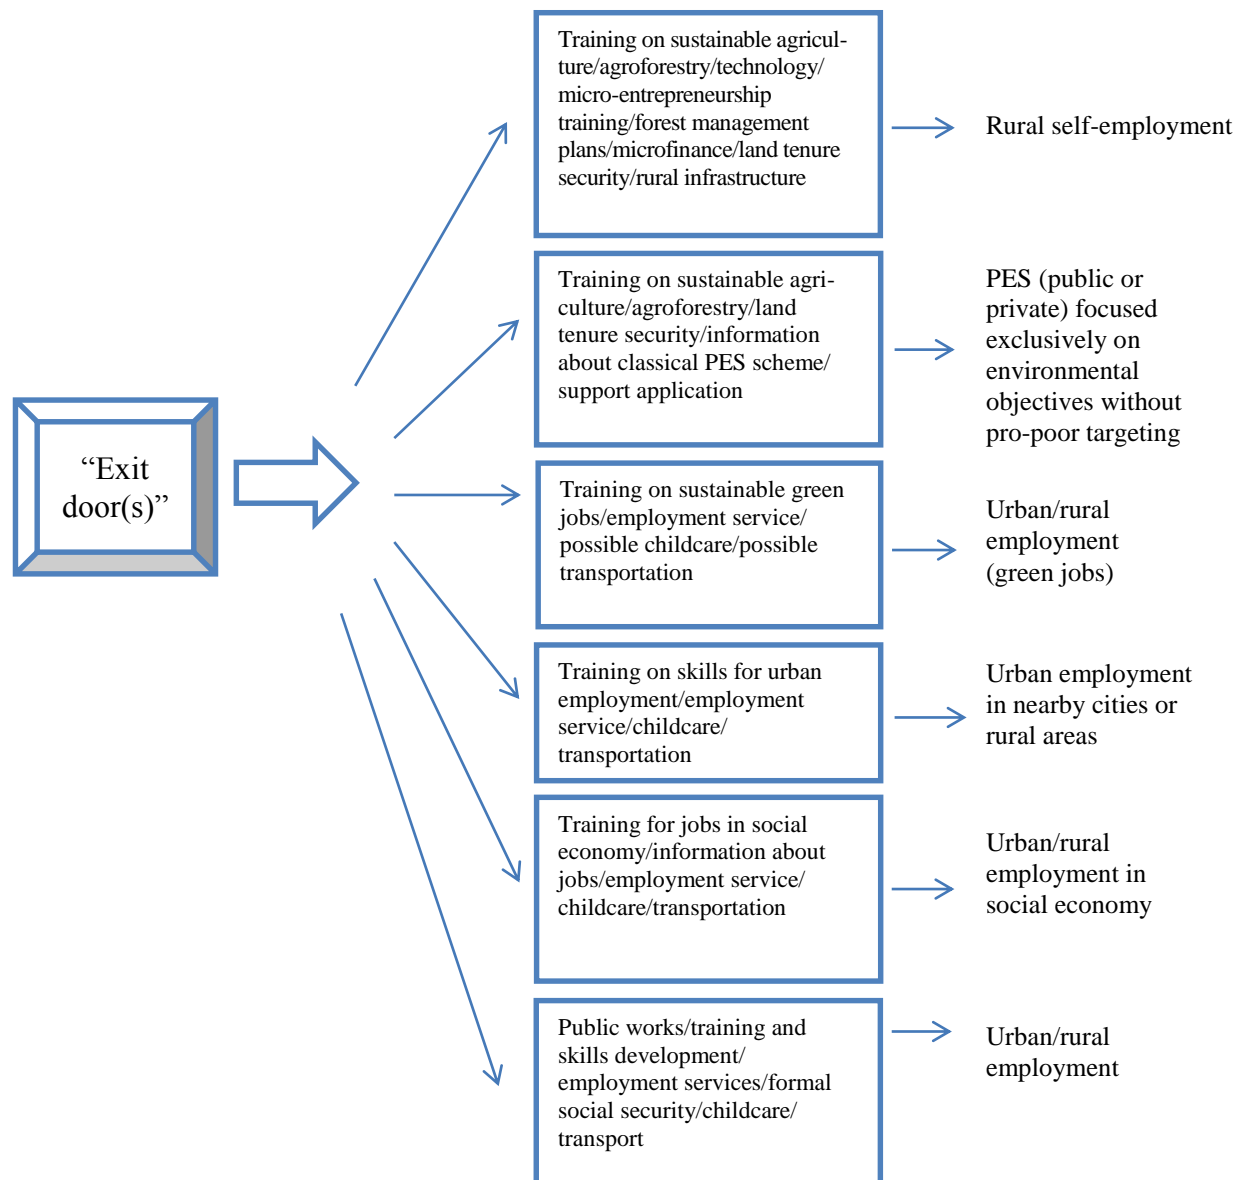 Training on sustainable agricul-
ture/agroforestry/technology/
micro-entrepreneurship
training/forest management
plans/microfinance/land tenure
security/rural infrastructure
Rural self-employment
Training on sustainable agri-
culture/agroforestry/land
tenure security/information
about classical PES scheme/
support application
PES (public or
private) focused
exclusively on
environmental
objectives without
pro-poor targeting
“Exit
door(s)”
Training on sustainable green
jobs/employment service/
possible childcare/possible
transportation
Urban/rural
employment
(green jobs)
Training on skills for urban
employment/employment
service/childcare/
transportation
Urban employment
in nearby cities or
rural areas
Training for jobs in social
economy/information about
jobs/employment service/
childcare/transportation
Urban/rural
employment in
social economy
Public works/training and
skills development/
employment services/formal
social security/childcare/
transport
Urban/rural
employment